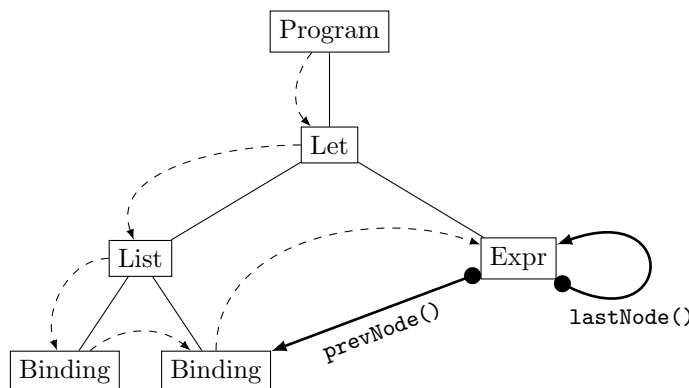 Program
Let
List
Expr
lastNode()
prevNode()
Binding
Binding